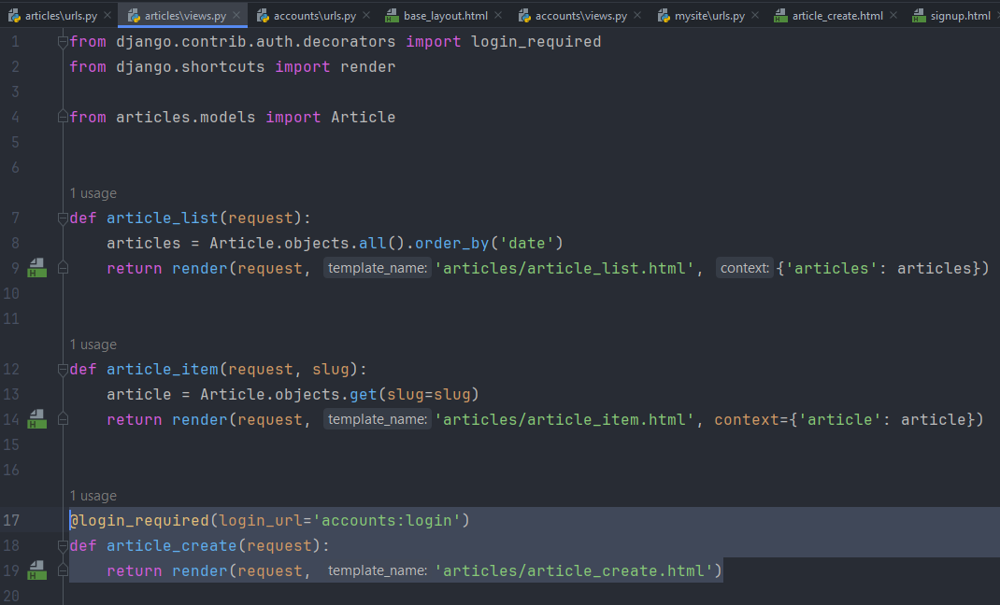 articles\urls.py articles\views.py accounts\urls.py base_layout.html accounts\views.py mysite\urls.py article_create.html signup.html
1 from django.contrib.auth.decorators import login_required
2 from django.shortcuts import render
3
4 from articles.models import Article
5
6
1 usage
7 def article_list(request):
8 articles = Article.objects.all().order_by('date')
9 return render(request, template_name: 'articles/article_list.html', context: {'articles': articles})
10
11
1 usage
12 def article_item(request, slug):
13 article = Article.objects.get(slug=slug)
14 return render(request, template_name: 'articles/article_item.html', context={'article': article})
15
16
1 usage
17 @login_required(login_url='accounts:login')
18 def article_create(request):
19 return render(request, template_name: 'articles/article_create.html')
20